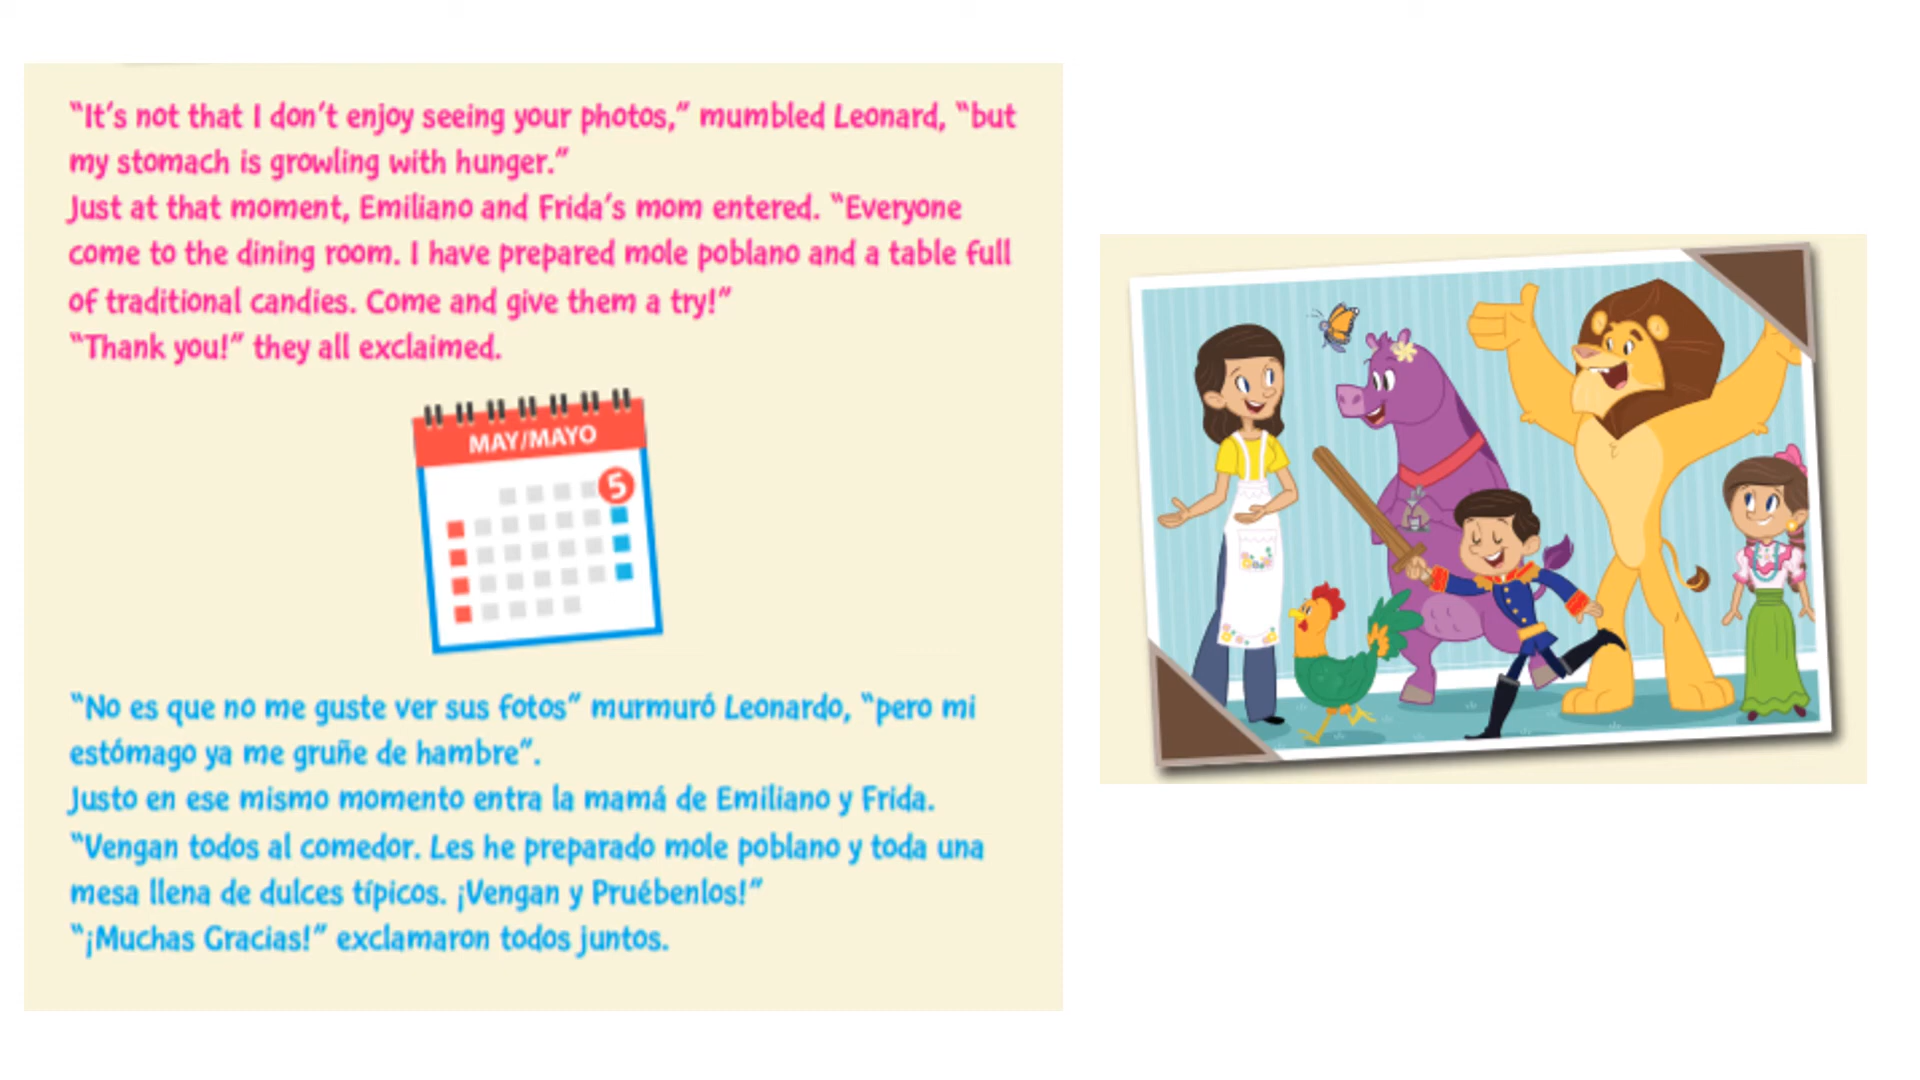 “It’s not that I don’t enjoy seeing your photos,” mumbled Leonard, “but
my stomach is growling with hunger.”
Just at that moment, Emiliano and Frida’s mom entered. “Everyone
come to the dining room. I have prepared mole poblano and a table full
of traditional candies. Come and give them a try!”
“Thank you!” they all exclaimed.
MAY/MAYO
5
“No es que no me guste ver sus fotos” murmuró Leonardo, “pero mi
estómago ya me gruñe de hambre”.
Justo en ese mismo momento entra la mamá de Emiliano y Frida.
“Vengan todos al comedor. Les he preparado mole poblano y toda una
mesa llena de dulces típicos. ¡Vengan y Pruébenlos!”
“¡Muchas Gracias!” exclamaron todos juntos.